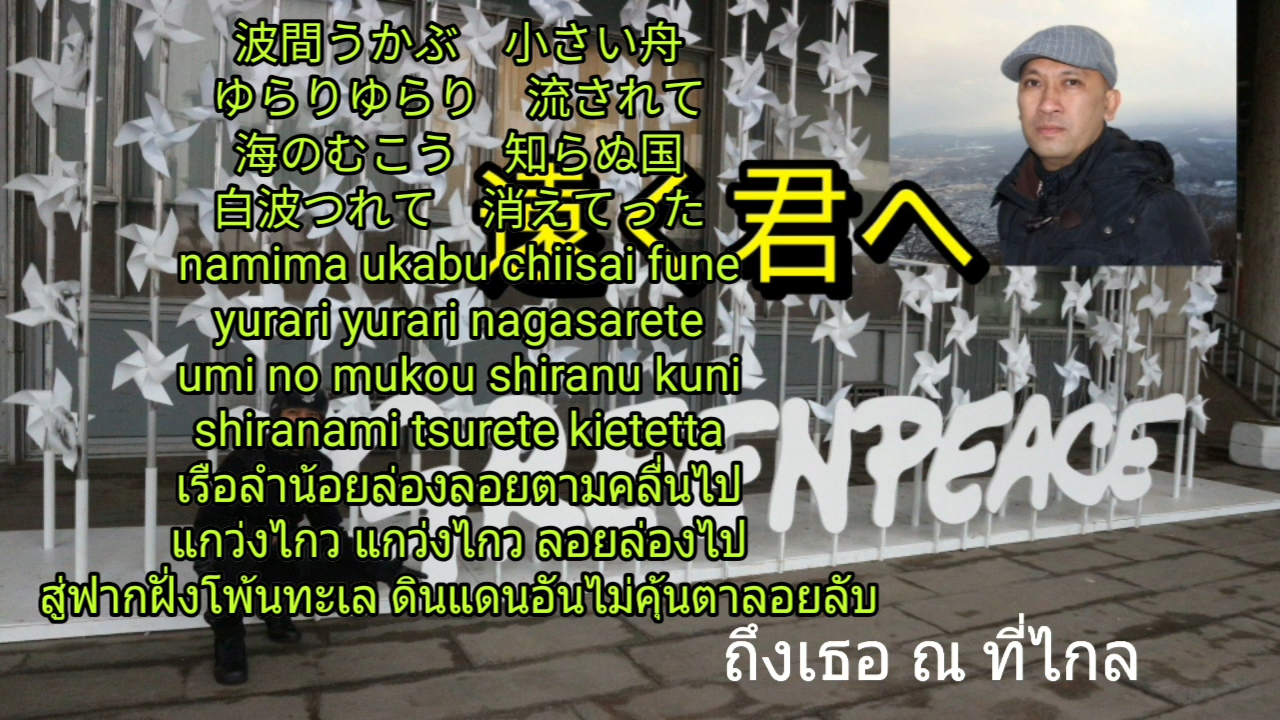 波間うかぶ　小さい舟
ゆらりゆらり　流されて
海のむこう　知らぬ国
白波つれて　消えてった
遠く君へ
namima ukabu chiisai fune
yurari yurari nagasarete
umi no mukou shiranu kuni
shiranami tsurete kietetta
เรือลำน้อยล่องลอยตามคลื่นไป
แกว่งไกว แกว่งไกว ลอยล่องไป
สู่ฟากฝั่งโพ้นทะเล ดินแดนอันไม่คุ้นตาลอยลับ
GREENPEACE
ถึงเธอ ณ ที่ไกล